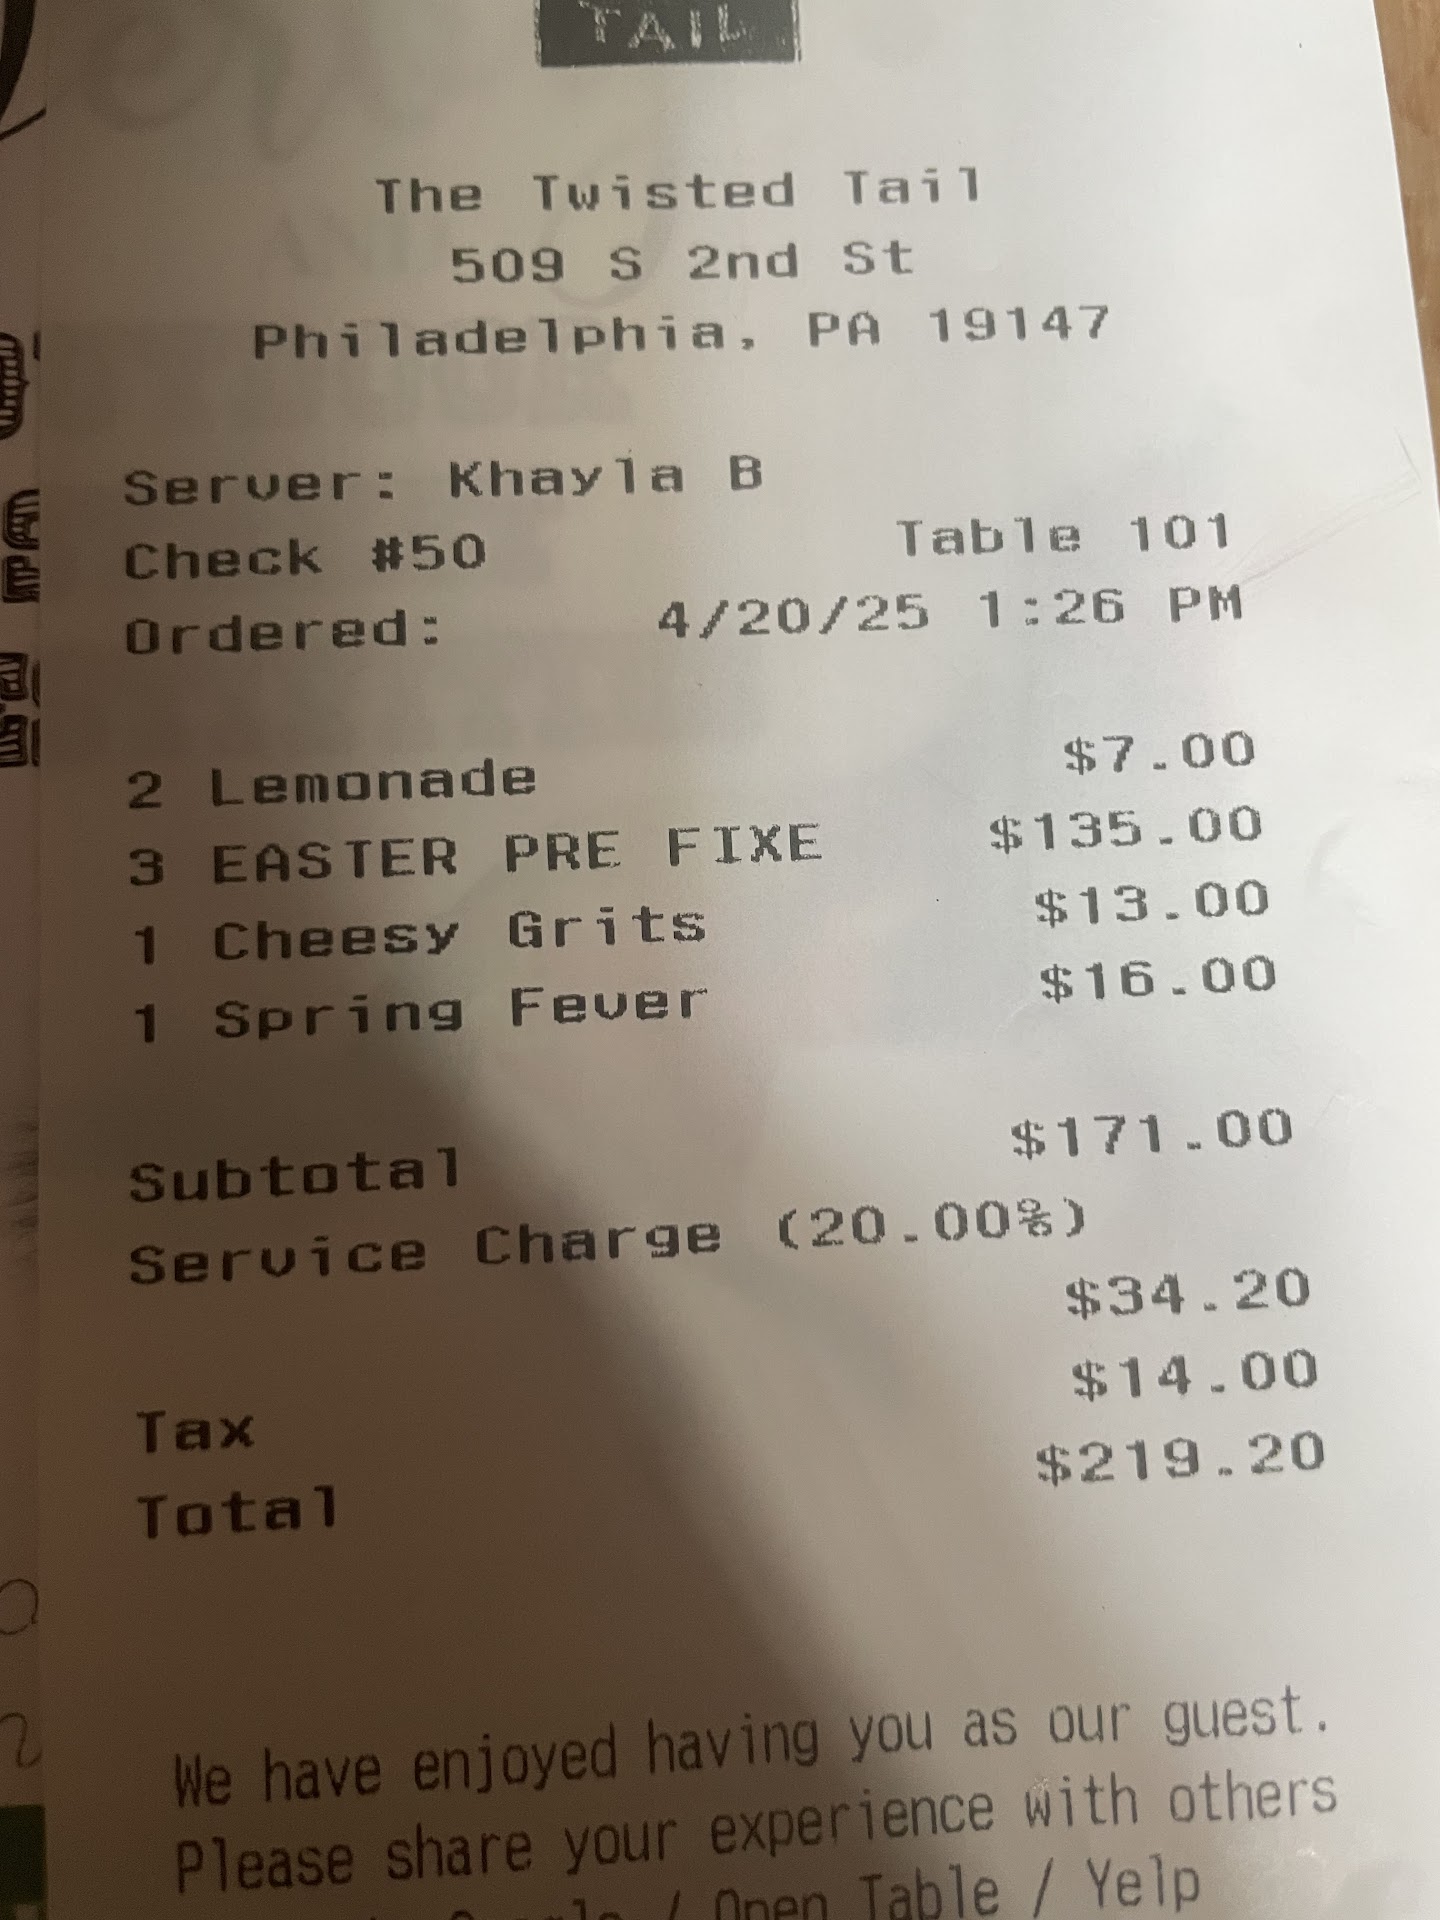 TAIL
The Twisted Tail
509 S 2nd St
Philadelphia, PA 19147
Server: Khayla B
Check #50 Table 101
Ordered: 4/20/25 1:26 PM
2 Lemonade $7.00
3 EASTER PRE FIXE $135.00
1 Cheesy Grits $13.00
1 Spring Fever $16.00
Subtotal $171.00
Service Charge (20.00%)
$34.20
Tax $14.00
Total $219.20
We have enjoyed having you as our guest.
Please share your experience with others
/ Open Table / Yelp